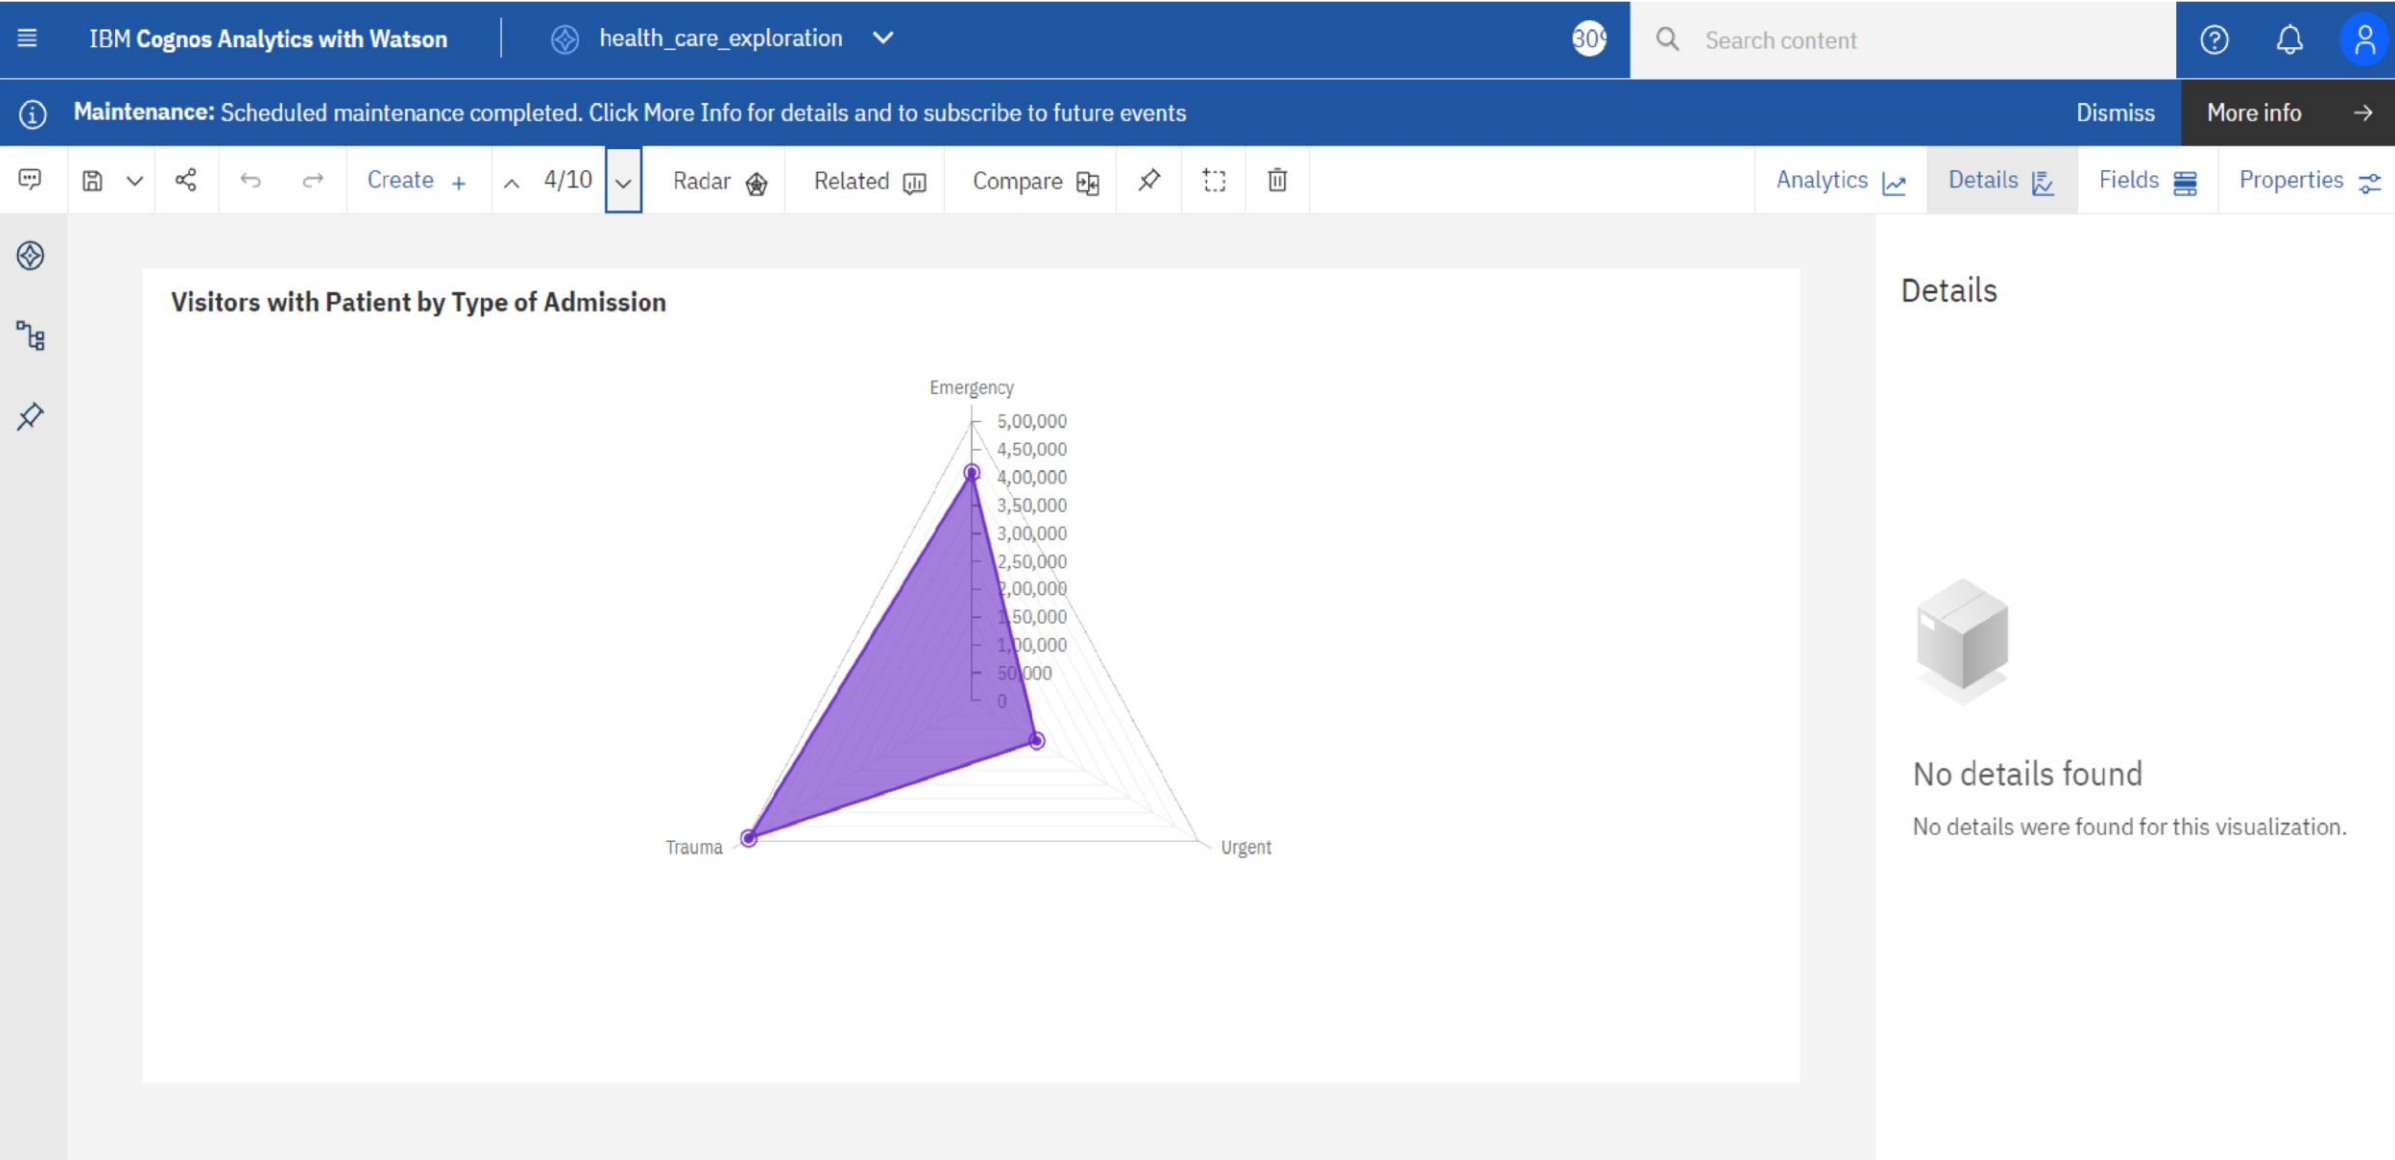 IBM Cognos Analytics with Watson
health_care_exploration
Search content
Maintenance: Scheduled maintenance completed. Click More Info for details and to subscribe to future events
Dismiss
More info
Create
4/10
Radar
Related
Compare
Analytics
Details
Fields
Properties
Visitors with Patient by Type of Admission
Details
Emergency
5,00,000
4,50,000
4,00,000
3,50,000
3,00,000
2,50,000
2,00,000
1,50,000
1,00,000
50,000
0
Trauma
Urgent
No details found
No details were found for this visualization.